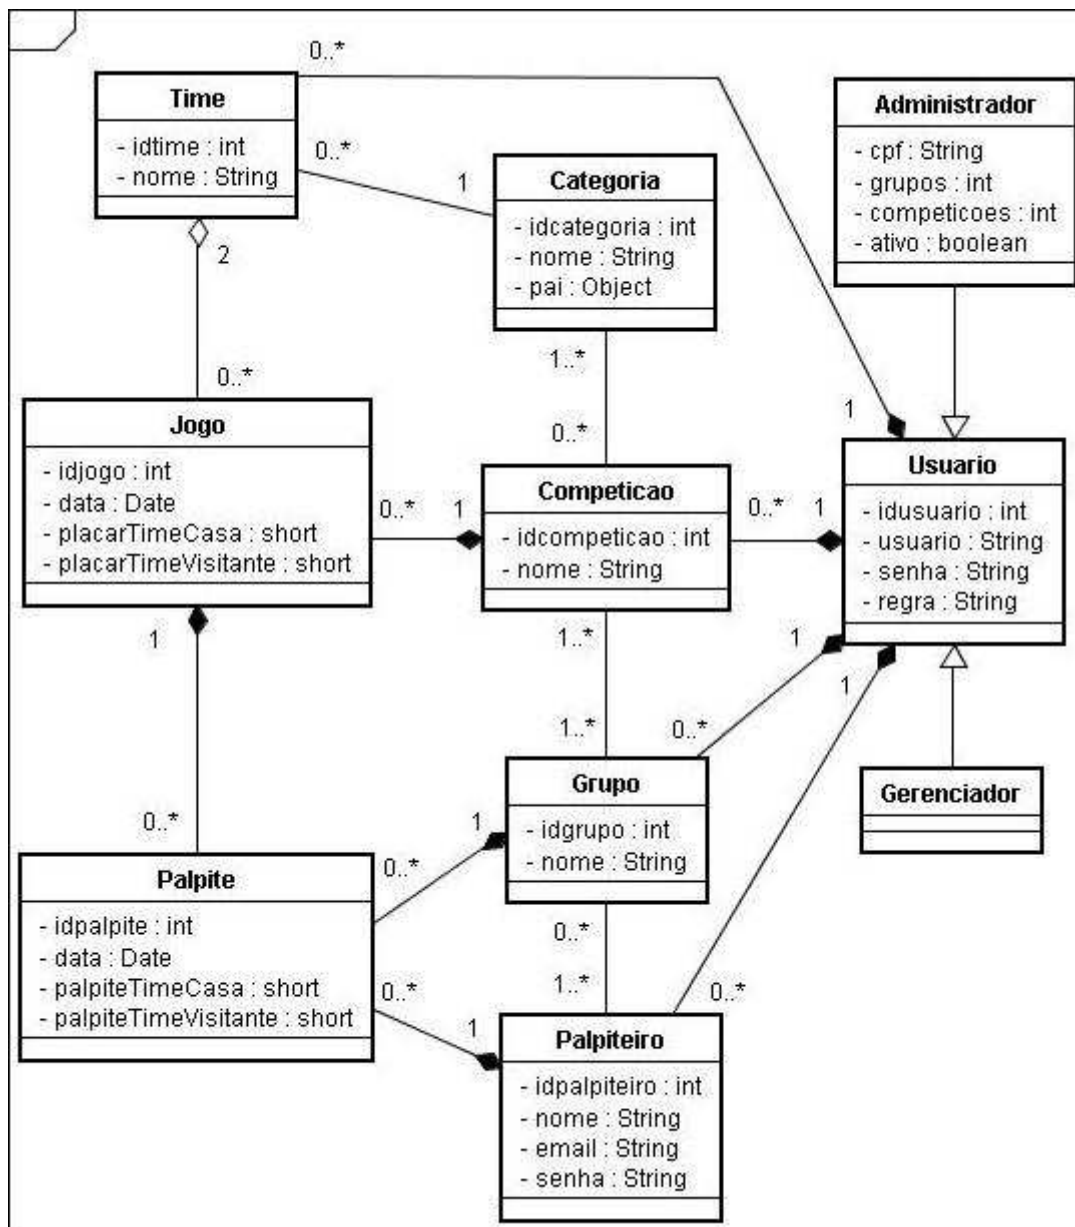 0..*
Time
- idtime : int
- nome : String
0..*
1
2
0..*
Categoria
- idcategoria : int
- nome : String
- pai : Object
1..*
0..*
Administrador
- cpf : String
- grupos : int
- competicoes : int
- ativo : boolean
1
Jogo
- idjogo : int
- data : Date
- placarTimeCasa : short
- placarTimeVisitante : short
0..*
1
Competicao
- idcompeticao : int
- nome : String
0..*
1
Usuario
- idusuario : int
- usuario : String
- senha : String
- regra : String
1
1..*
1
1
1..*
0..*
Grupo
- idgrupo : int
- nome : String
Gerenciador
0..*
1
0..*
Palpite
- idpalpite : int
- data : Date
- palpiteTimeCasa : short
- palpiteTimeVisitante : short
0..*
1..*
0..*
1
0..*
Palpiteiro
- idpalpiteiro : int
- nome : String
- email : String
- senha : String